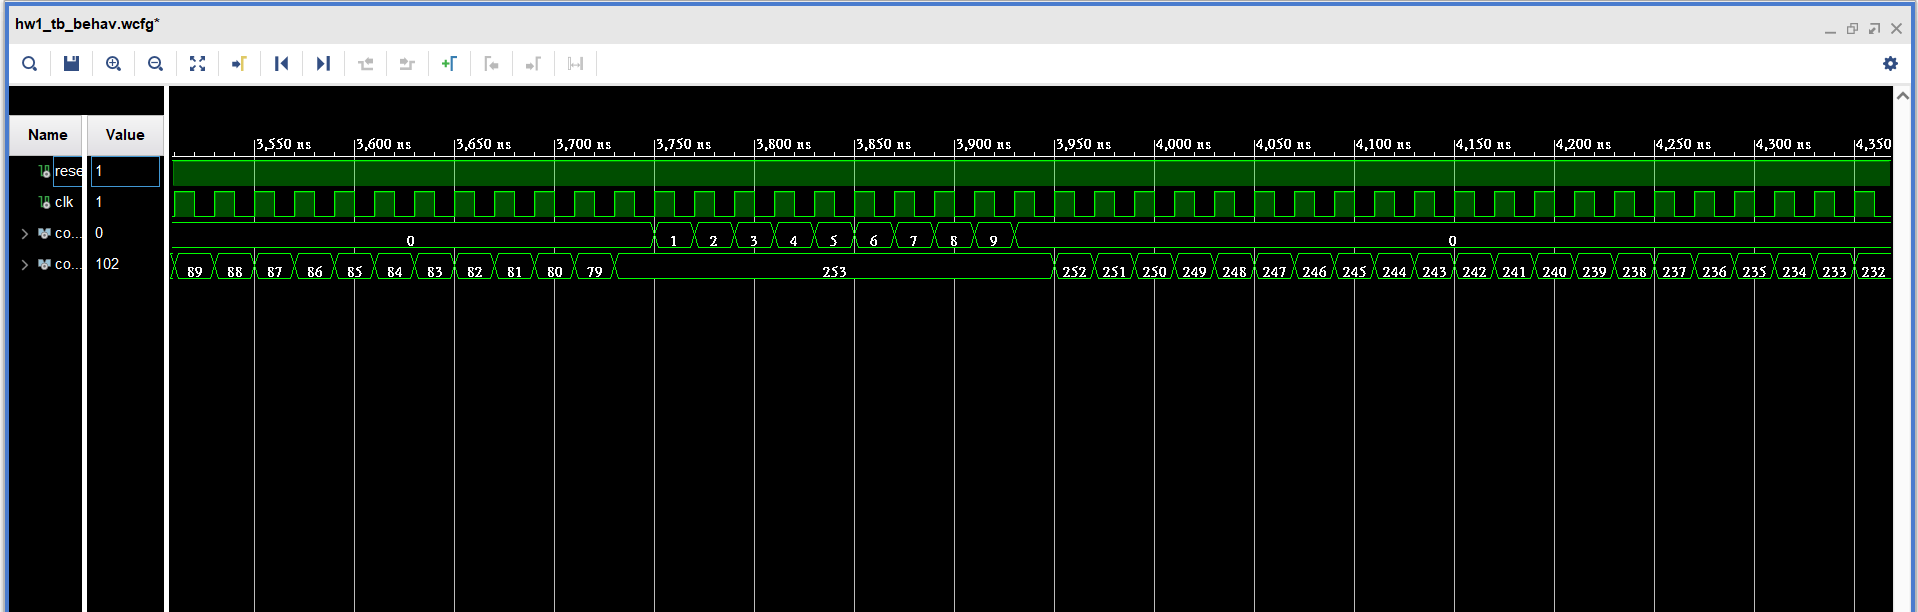 hw1_tb_behav.wcfg*
Name Value
3,550 ns 3,600 ns 3,650 ns 3,700 ns 3,750 ns 3,800 ns 3,850 ns 3,900 ns 3,950 ns 4,000 ns 4,050 ns 4,100 ns 4,150 ns 4,200 ns 4,250 ns 4,300 ns 4,350
rese 1
clk 1
co... 0 0 1 2 3 4 5 6 7 8 9 0
co... 102 89 88 87 86 85 84 83 82 81 80 79 253 252 251 250 249 248 247 246 245 244 243 242 241 240 239 238 237 236 235 234 233 232